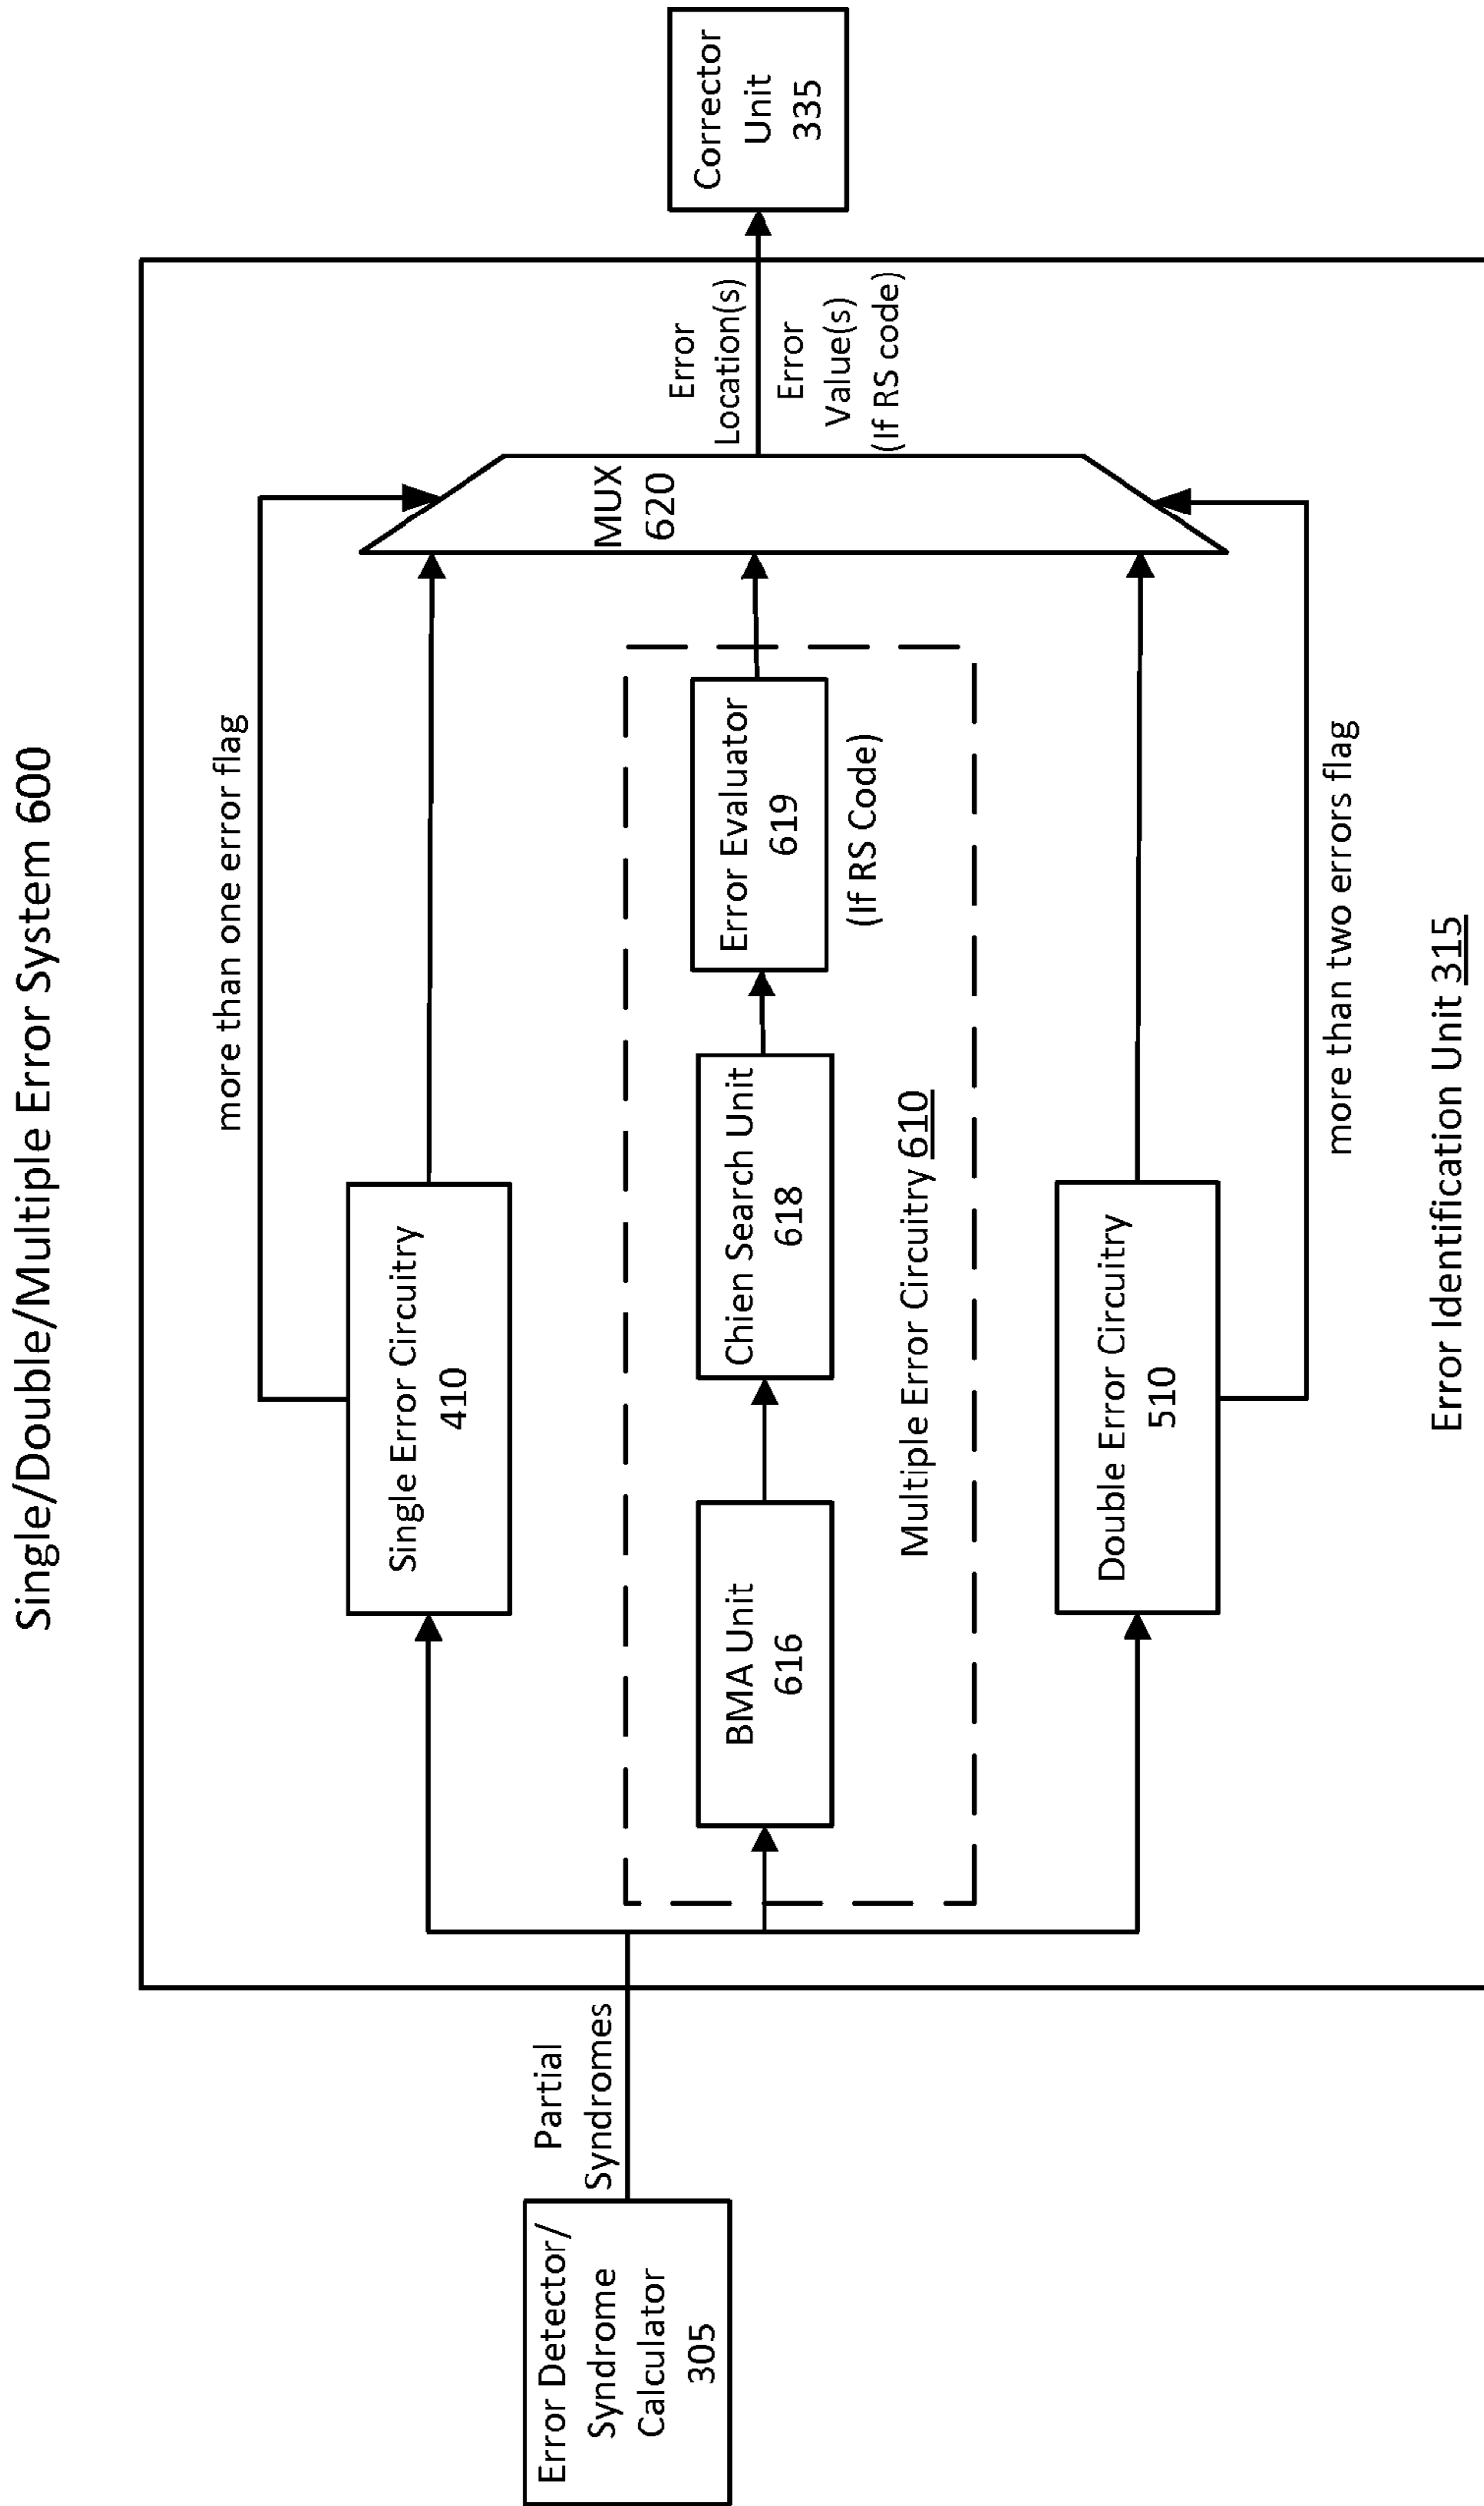 Single/Double/Multiple Error System 600
more than one error flag
Single Error Circuitry
410
Error Detector/
Syndrome
Calculator
305
Partial
Syndromes
BMA Unit
616
Chien Search Unit
618
Error Evaluator
619
(If RS Code)
Multiple Error Circuitry 610
MUX
620
Error
Location(s)
Error
Value(s)
(If RS code)
Corrector
Unit
335
Double Error Circuitry
510
more than two errors flag
Error Identification Unit 315